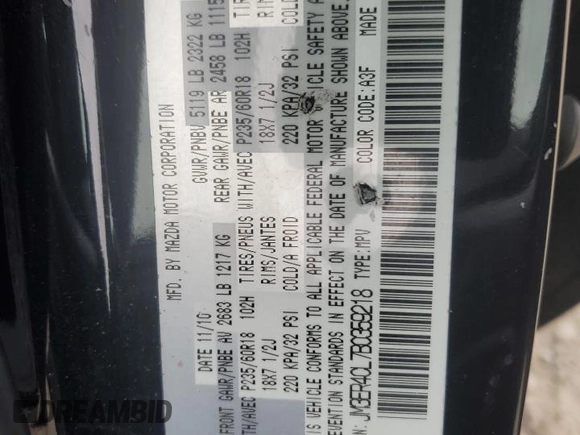 MFD. BY MAZDA MOTOR CORPORATION
DATE 11/10 GVWR/PNBV 5119 LB 2322 KG
FRONT GAWR/PNBE AV 2683 LB 1217 KG REAR GAWR/PNBE AR 2458 LB 1115
TH/AVEC P235/60R18 102H TIRES/PNEUS WITH/AVEC P235/60R18 102H TIR
18X7 1/2J RIMS/JANTES 18X7 1/2J RIMS
220 KPA/32 PSI COLD/A FROID 220 KPA/32 PSI COLD
IS VEHICLE CONFORMS TO ALL APPLICABLE FEDERAL MOTOR VEHICLE SAFETY A
EVENTION STANDARDS IN EFFECT ON THE DATE OF MANUFACTURE SHOWN ABOVE.
TYPE:MPV COLOR CODE:A3F MADE
AUTOBIDCAR